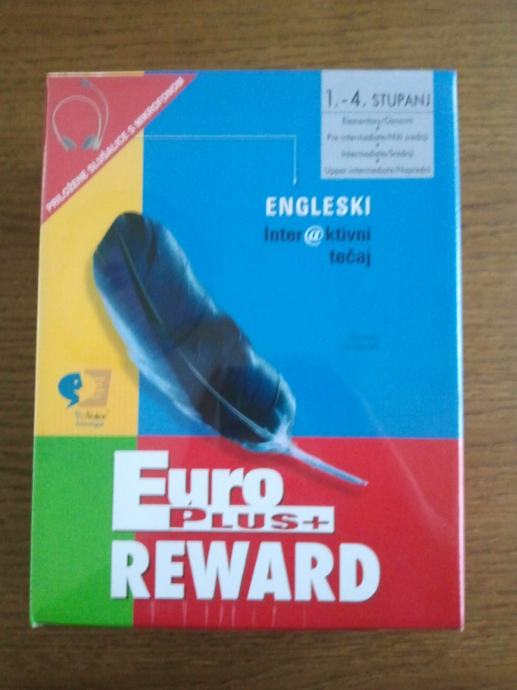 PRILOŽENE SLUŠALICE S MIKROFONOM
1.-4. STUPANJ
Elementary/Osnovni
Pre-intermediate/Niži srednji
Intermediate/Srednji
Upper intermediate/Napredni
ENGLESKI
Inter@ktivni
tečaj
Euro
PLUS+
REWARD